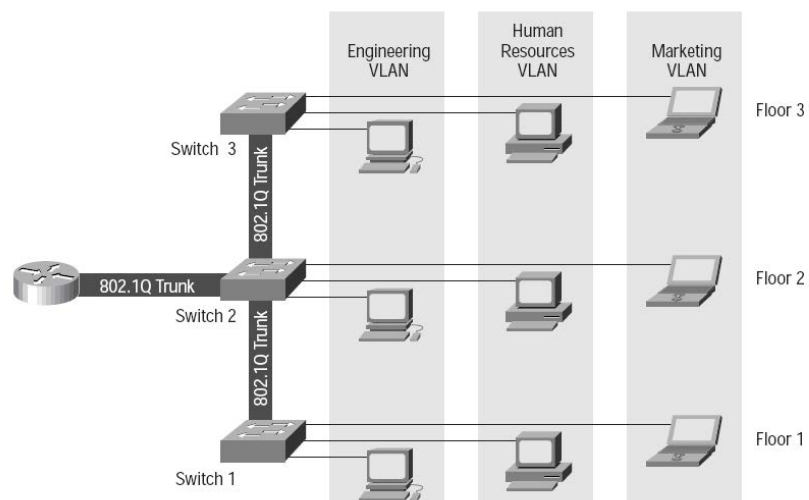 Engineering
VLAN
Human
Resources
VLAN
Marketing
VLAN
Floor 3
Switch 3
802.1Q Trunk
802.1Q Trunk
Floor 2
Switch 2
802.1Q Trunk
Floor 1
Switch 1